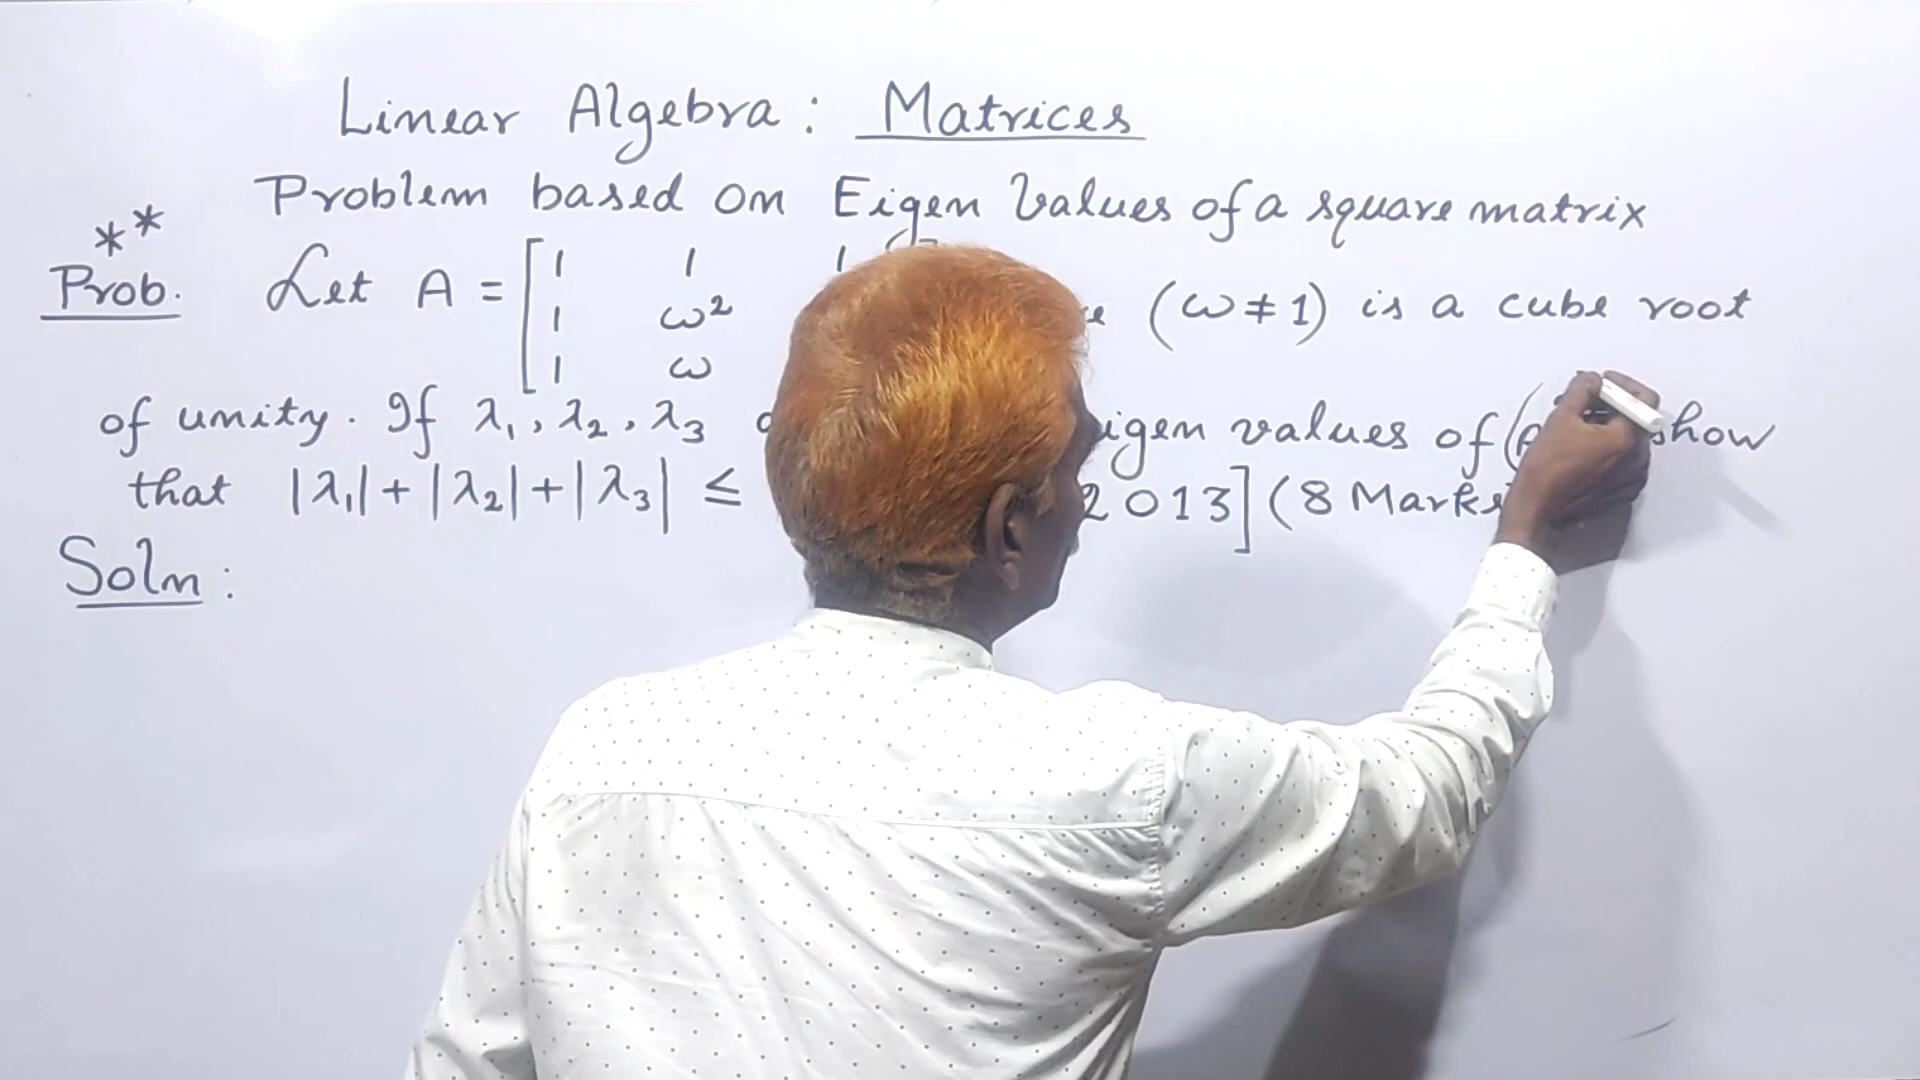 Linear Algebra: Matrices
Problem based on Eigen Values of a square matrix
**
Prob. Let A = [ 1 1 1 (ω ≠ 1) is a cube root
1 ω²
1 ω
of unity. If λ₁, λ₂, λ₃ eigen values of show
that |λ₁| + |λ₂| + |λ₃| ≤ 2013] (8 Marks
Soln: